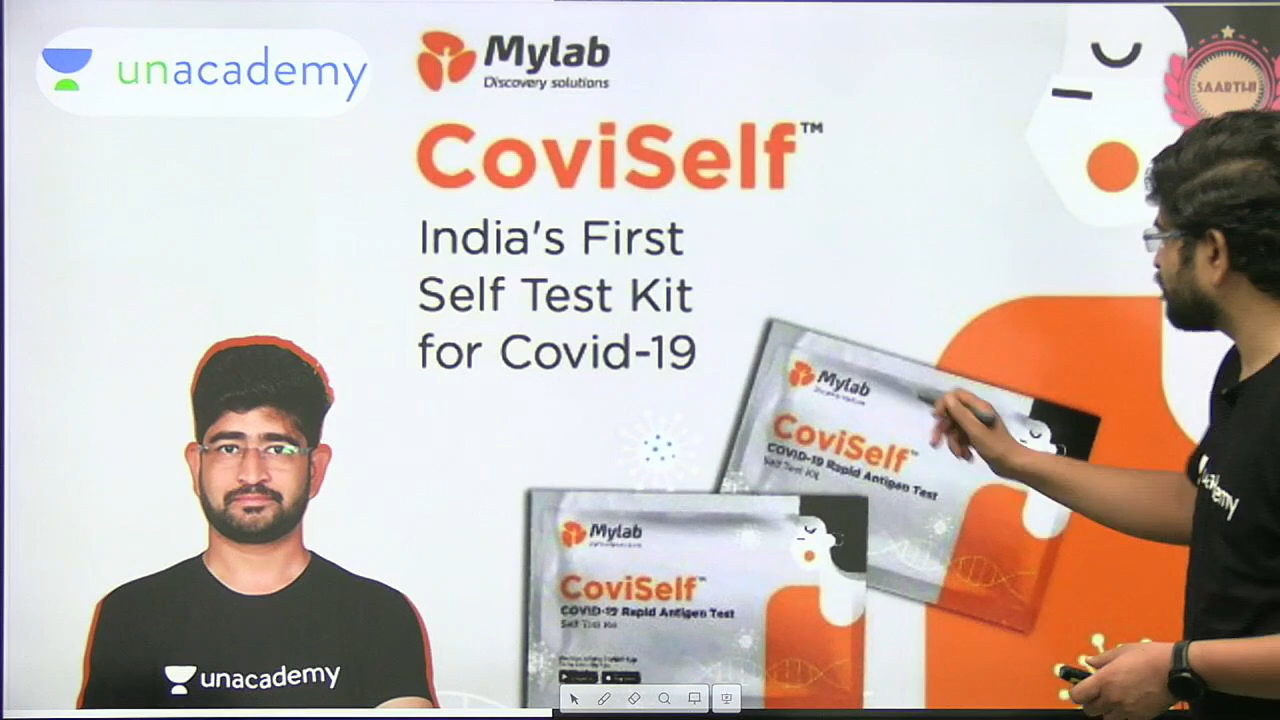 unacademy
Mylab
Discovery solutions
SAARTHI
CoviSelf™
India's First
Self Test Kit
for Covid-19
Mylab
CoviSelf™
COVID-19 Rapid Antigen Test
Self Test Kit
Mylab
CoviSelf™
COVID-19 Rapid Antigen Test
Self Test Kit
unacademy